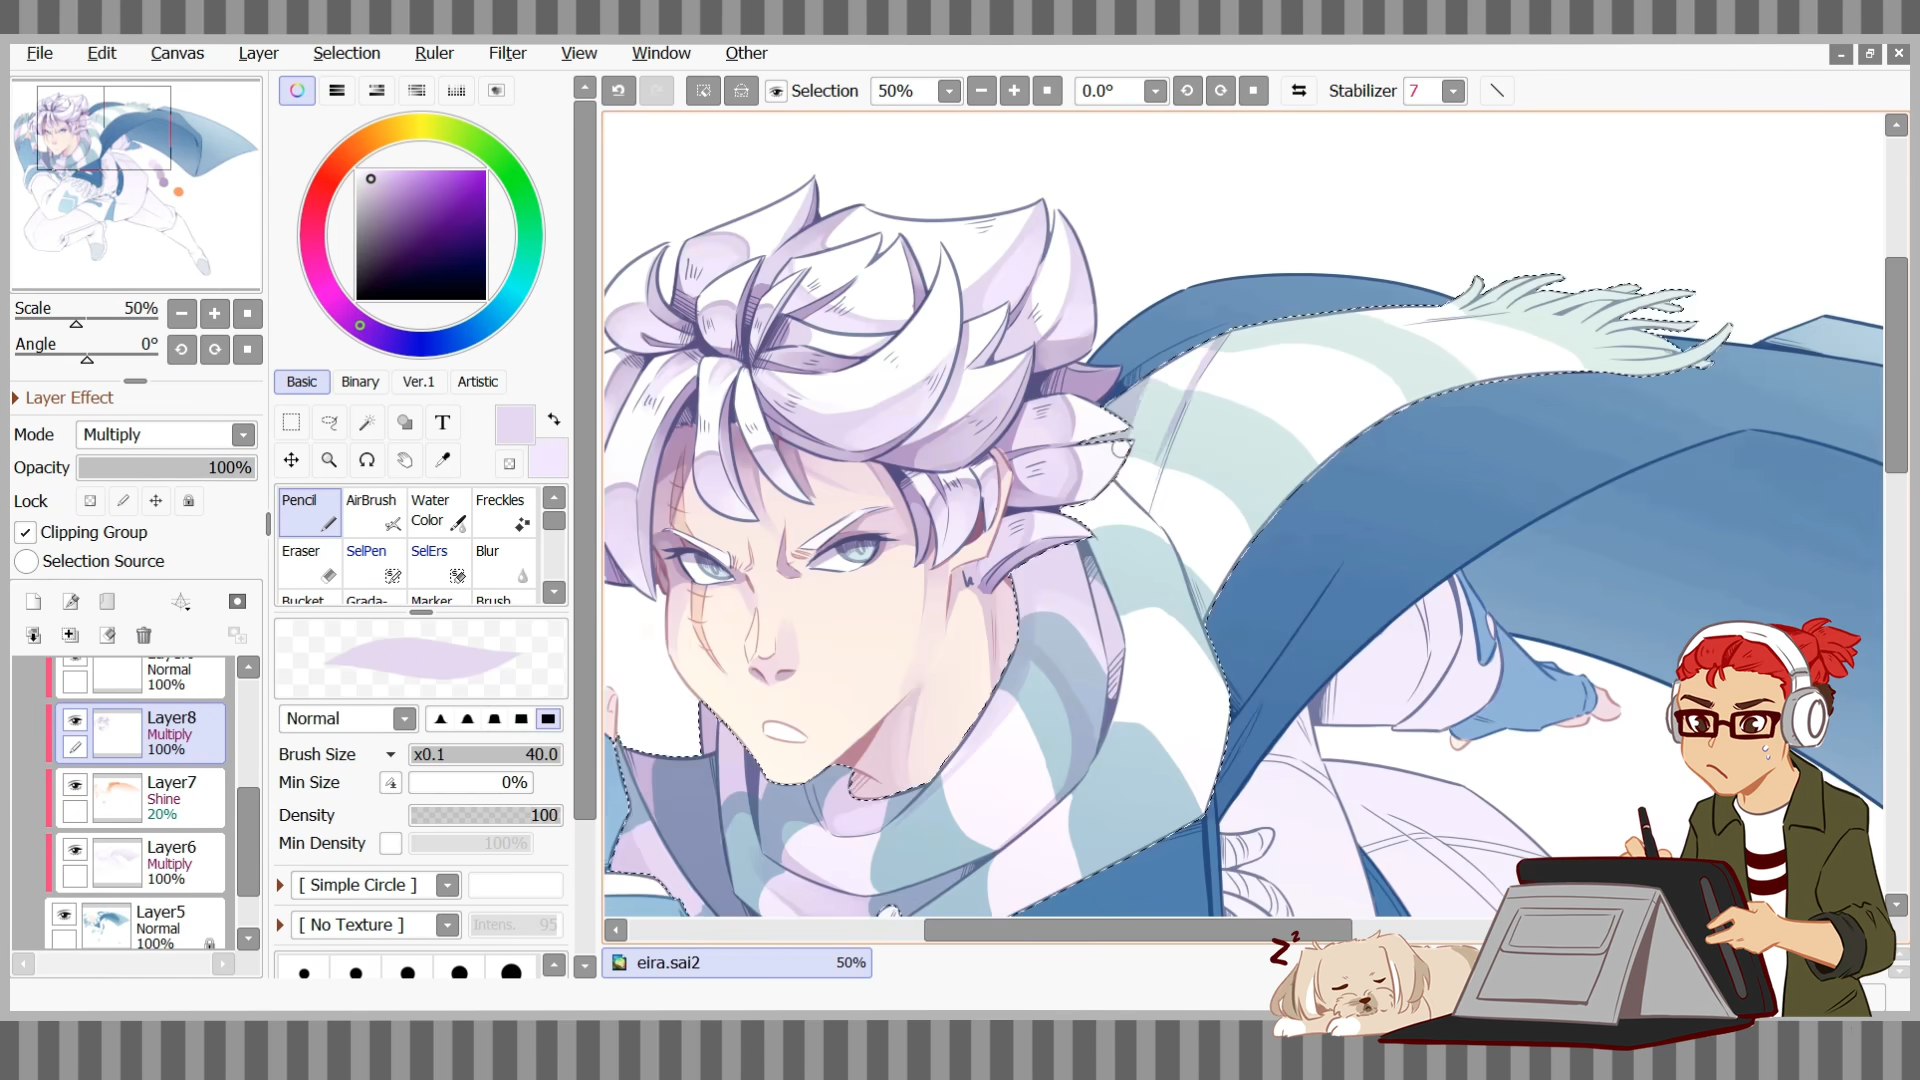 File Edit Canvas Layer Selection Ruler Filter View Window Other
Selection 50% 0.0° Stabilizer 7
Scale 50%
Angle 0°
Layer Effect
Mode Multiply
Opacity 100%
Lock
Clipping Group
Selection Source
Normal
100%
Layer8
Multiply
100%
Layer7
Shine
20%
Layer6
Multiply
100%
Layer5
Normal
100%
Basic Binary Ver.1 Artistic
T
Pencil AirBrush Water Color Freckles
Eraser SelPen SelErs Blur
Bucket Grada- Marker Brush
Normal
Brush Size x0.1 40.0
Min Size 0%
Density 100
Min Density 100%
[ Simple Circle ]
[ No Texture ] Intens. 95
eira.sai2 50%
Z z